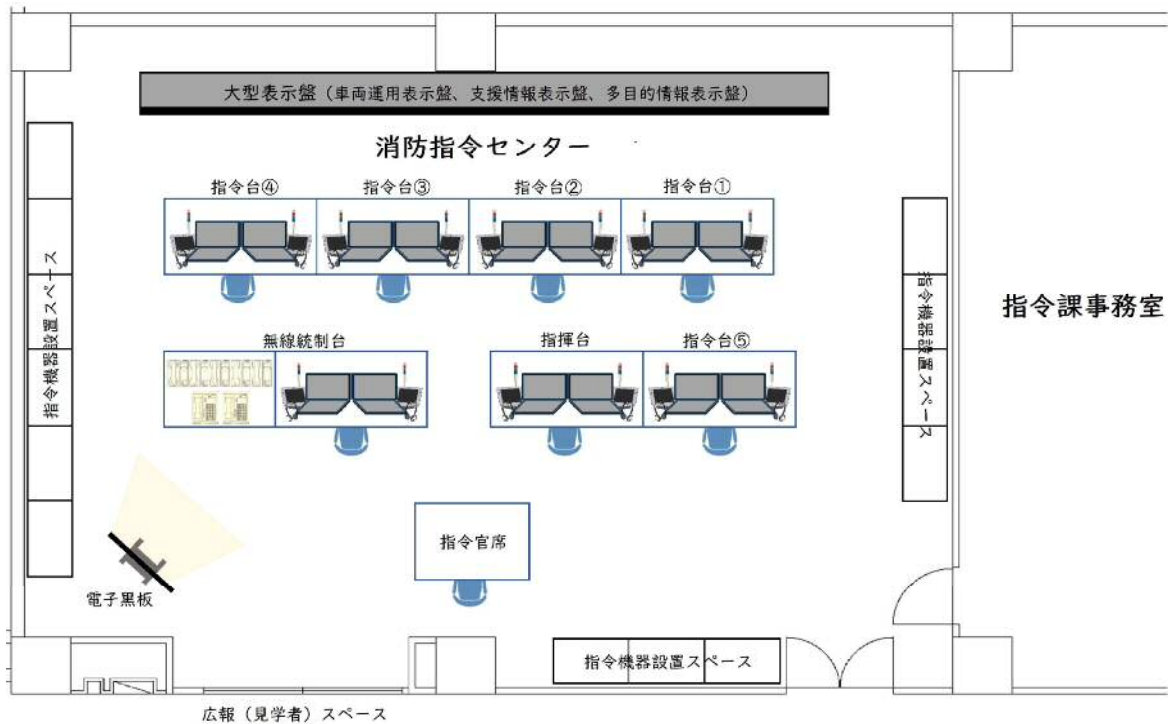 大型表示盤（車両運用表示盤、支援情報表示盤、多目的情報表示盤）
消防指令センター
指令台④
指令台③
指令台②
指令台①
指令機器設置スペース
指令機器設置スペース
指令課事務室
無線統制台
指揮台
指令台⑤
指令官席
電子黒板
指令機器設置スペース
広報（見学者）スペース